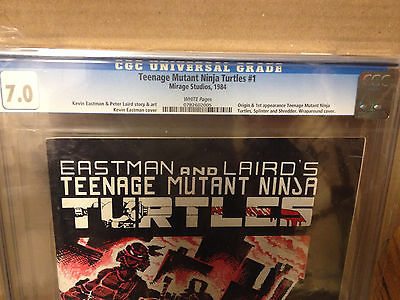 CGC UNIVERSAL GRADE
Teenage Mutant Ninja Turtles #1
Mirage Studios, 1984
7.0
WHITE Pages
Kevin Eastman & Peter Laird story & art
Kevin Eastman cover
Origin & 1st appearance Teenage Mutant Ninja
Turtles, Splinter and Shredder. Wraparound cover.
CGC
EASTMAN AND LAIRD'S
TEENAGE MUTANT NINJA
TURTLES